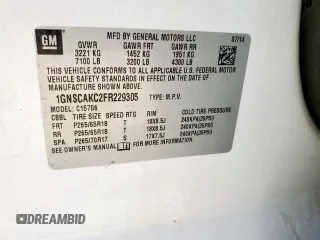 GM
MFD BY GENERAL MOTORS LLC
07/14
GVWR GAWR FRT GAWR RR
3221 KG 1452 KG 1951 KG
7100 LB 3200 LB 4300 LB
THIS VEHICLE CONFORMS TO ALL APPLICABLE U.S. FEDERAL
MOTOR VEHICLE SAFETY AND THEFT PREVENTION STANDARDS
IN EFFECT ON THE DATE OF MANUFACTURE SHOWN ABOVE.
1GNSCAKC2FR229305 TYPE: M.P.V.
MODEL: C15706
CBBL TIRE SIZE SPEED RTG RIM COLD TIRE PRESSURE
FRT P265/65R18 T 18X8.5J 240KPA(35PSI)
RR P265/65R18 T 18X8.5J 240KPA(35PSI)
SPA P265/70R17 S 17X7.5J 240KPA(35PSI)
SEE OWNER MANUAL FOR MORE INFORMATION.
DREAMBID